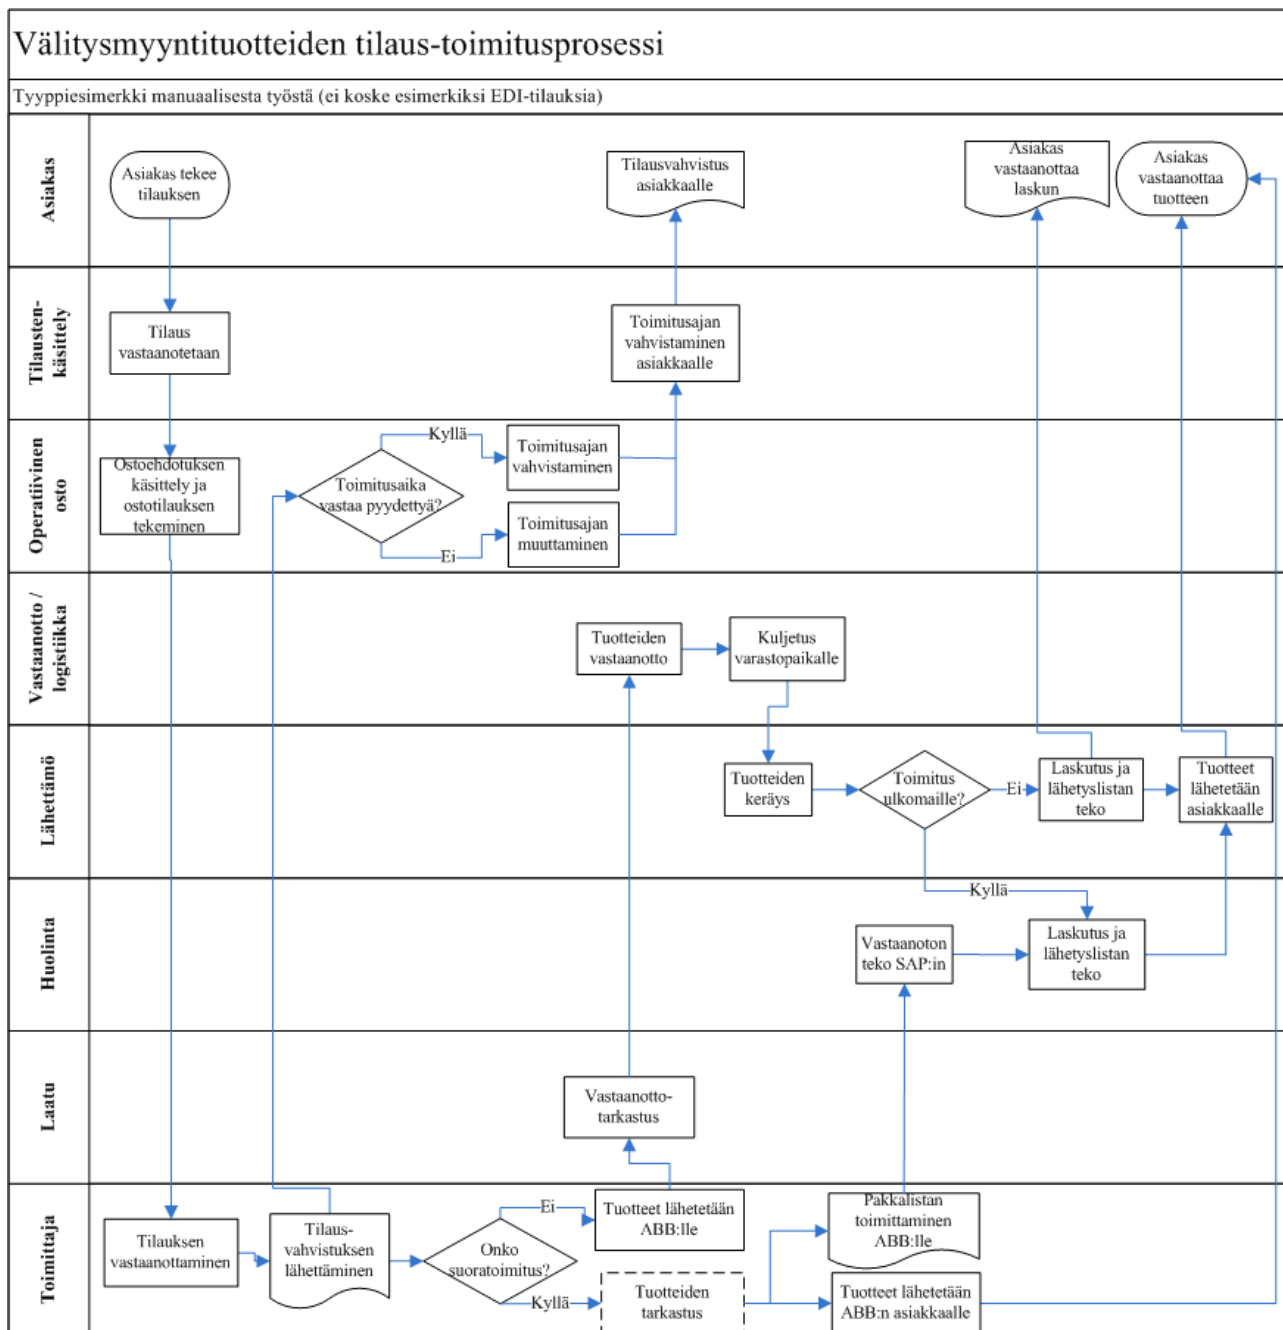 Välitysmyyntituotteiden tilaus-toimitusprosessi
Tyyppiesimerkki manuaalisesta työstä (ei koske esimerkiksi EDI-tilauksia)
Asiakas
Asiakas tekee
tilauksen
Tilausvahvistus
asiakkaalle
Asiakas
vastaanottaa
laskun
Asiakas
vastaanottaa
tuotteen
Tilausten-
käsittely
Tilaus
vastaanotetaan
Toimitusajan
vahvistaminen
asiakkaalle
Operatiivinen
osto
Ostoehdotuksen
käsittely ja
ostotilauksen
tekeminen
Toimitusaika
vastaa pyydettyä?
Kyllä
Toimitusajan
vahvistaminen
Ei
Toimitusajan
muuttaminen
Vastaanotto /
logistiikka
Tuotteiden
vastaanotto
Kuljetus
varastopaikalle
Lähettämö
Tuotteiden
keräys
Toimitus
ulkomaille?
Ei
Laskutus ja
lähetyslistan
teko
Tuotteet
lähetetään
asiakkaalle
Huolinta
Kyllä
Vastaanoton
teko SAP:in
Laskutus ja
lähetyslistan
teko
Laatu
Vastaanotto-
tarkastus
Toimittaja
Tilauksen
vastaanottaminen
Tilaus-
vahvistuksen
lähettäminen
Onko
suoratoimitus?
Ei
Tuotteet lähetetään
ABB:lle
Kyllä
Tuotteiden
tarkastus
Pakkalistan
toimittaminen
ABB:lle
Tuotteet lähetetään
ABB:n asiakkaalle